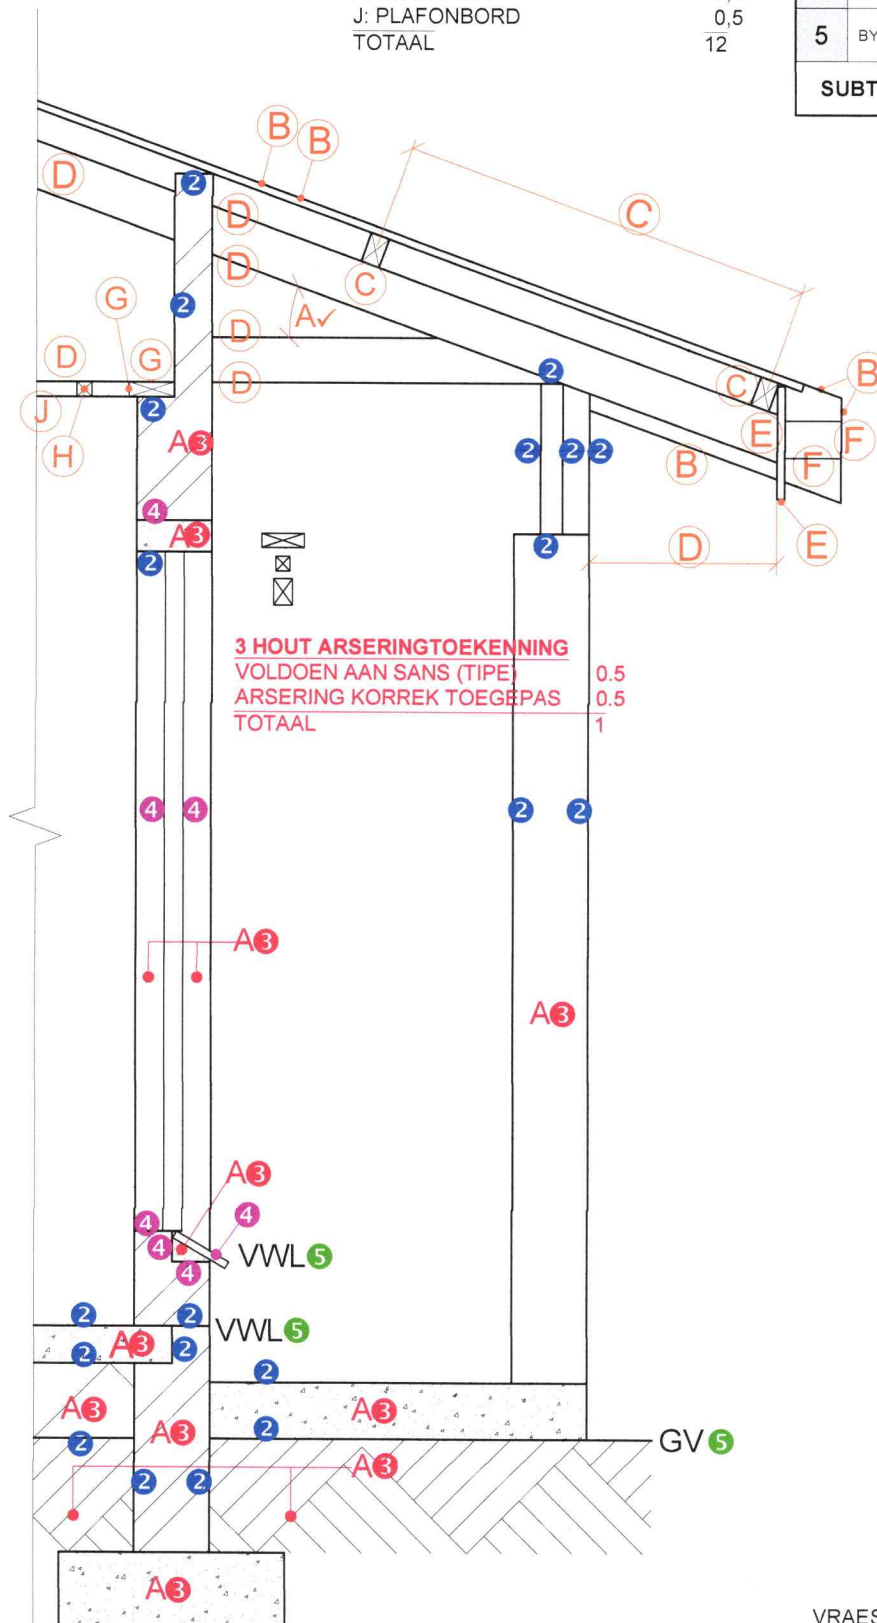 J: PLAFONBORD 0,5
TOTAAL 12
5 BY
SUBT
B B
D 2 C
D
D C
G A✓
2
D G D 2 C B
J 2 D
H A3 2 2 2 E F
B F
4
A3 2 D E
2
3 HOUT ARSERINGTOEKENNING
VOLDOEN AAN SANS (TIPE) 0.5
ARSERING KORREK TOEGEPAS 0.5
TOTAAL 1
4 4 2 2
A3
A3
A3
4 4
4 VWL5
4
2 2 VWL5
A3 2
2 2
A3 A3
A3 2
2 GV 5
A3
2 2
A3
VRAES